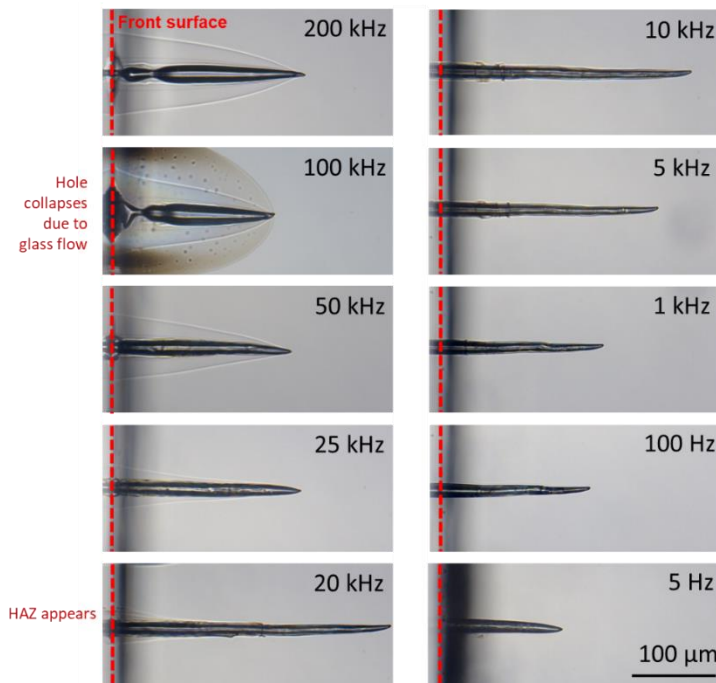 Front surface
200 kHz
10 kHz
Hole
collapses
due to
glass flow
100 kHz
5 kHz
50 kHz
1 kHz
25 kHz
100 Hz
HAZ appears
20 kHz
5 Hz
100 μm